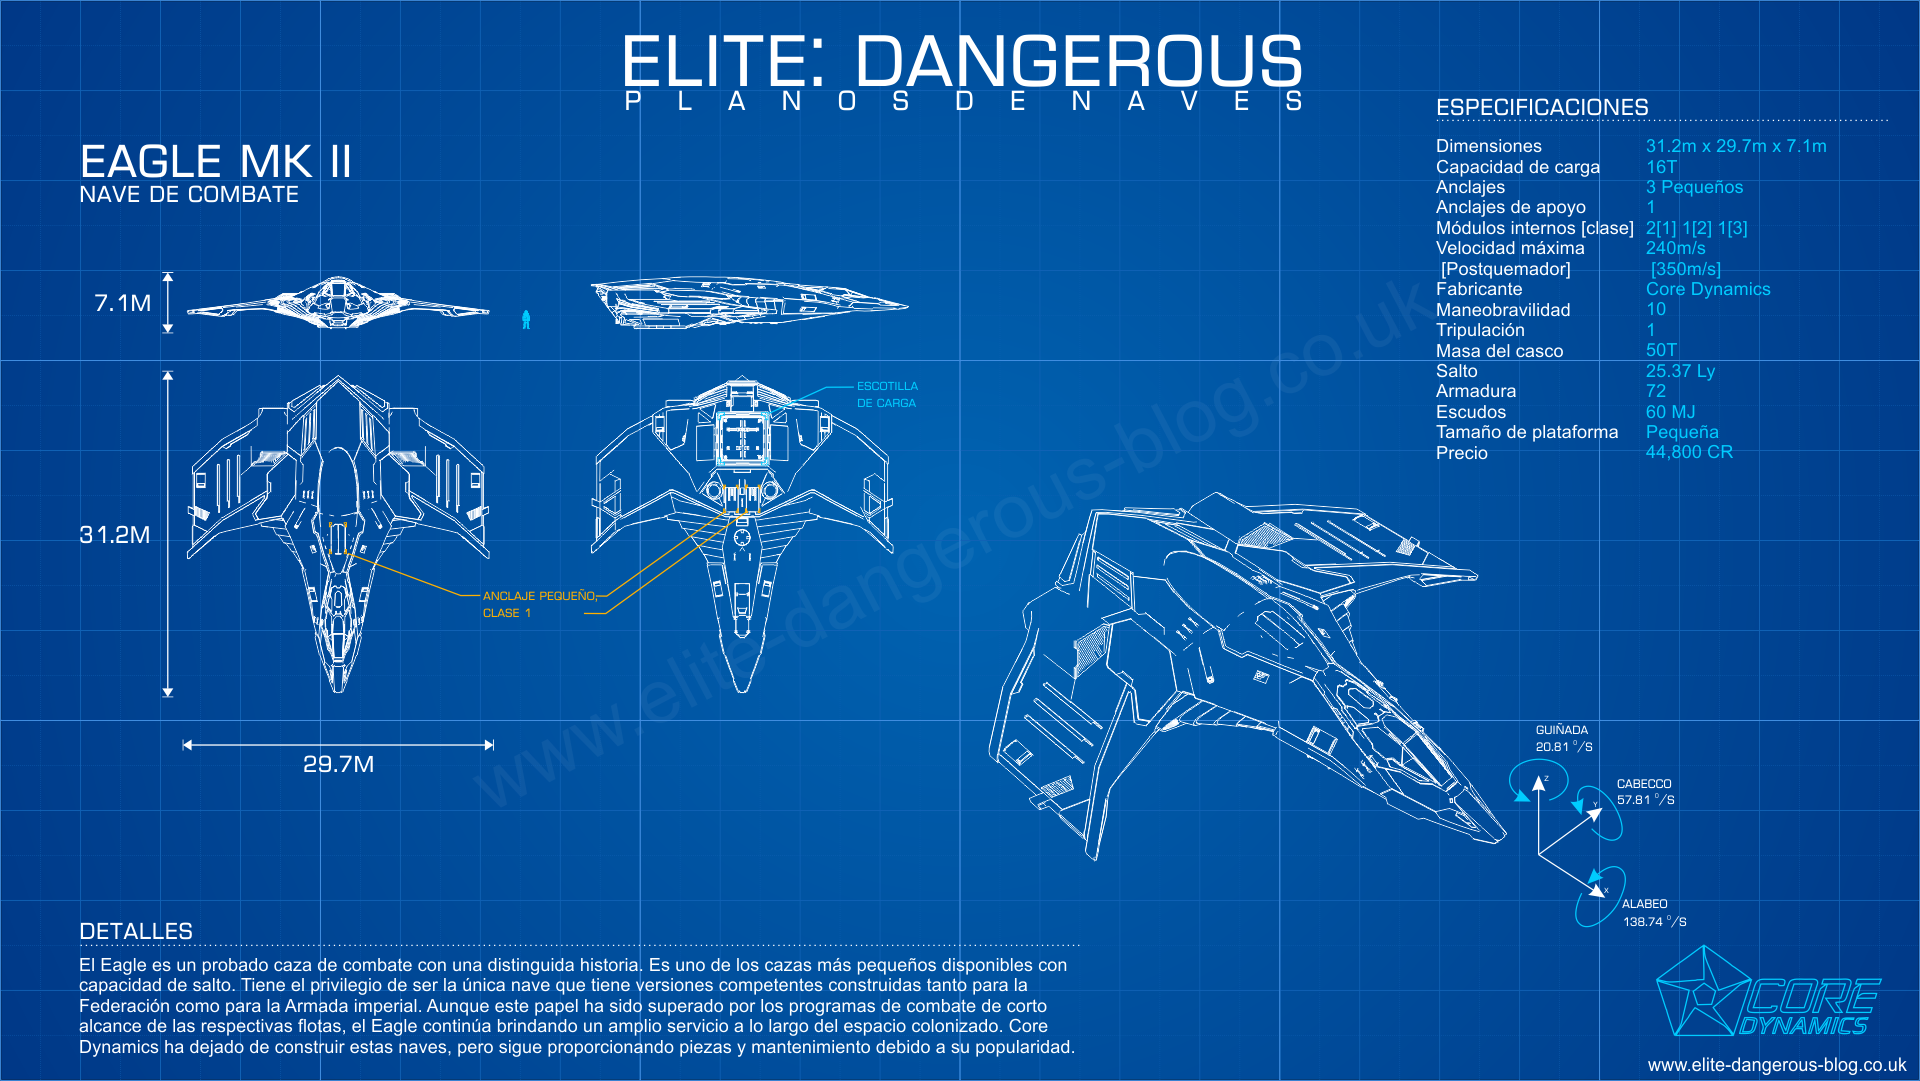 ELITE: DANGEROUS
PLANOS DE NAVES
EAGLE MK II
NAVE DE COMBATE
ESPECIFICACIONES
Dimensiones 31.2m x 29.7m x 7.1m
Capacidad de carga 16T
Anclajes 3 Pequeños
Anclajes de apoyo 1
Módulos internos [clase] 2[1] 1[2] 1[3]
Velocidad máxima 240m/s
[Postquemador] [350m/s]
Fabricante Core Dynamics
Maneobravilidad 10
Tripulación 1
Masa del casco 50T
Salto 25.37 Ly
Armadura 72
Escudos 60 MJ
Tamaño de plataforma Pequeña
Precio 44,800 CR
7.1M
31.2M
29.7M
ESCOTILLA
DE CARGA
ANCLAJE PEQUEÑO,
CLASE 1
www.elite-dangerous-blog.co.uk
GUIÑADA
20.81 °/S
Z
CABECCO
57.81 °/S
Y
X
ALABEO
138.74 °/S
DETALLES
El Eagle es un probado caza de combate con una distinguida historia. Es uno de los cazas más pequeños disponibles con
capacidad de salto. Tiene el privilegio de ser la única nave que tiene versiones competentes construidas tanto para la
Federación como para la Armada imperial. Aunque este papel ha sido superado por los programas de combate de corto
alcance de las respectivas flotas, el Eagle continúa brindando un amplio servicio a lo largo del espacio colonizado. Core
Dynamics ha dejado de construir estas naves, pero sigue proporcionando piezas y mantenimiento debido a su popularidad.
CORE
DYNAMICS
www.elite-dangerous-blog.co.uk